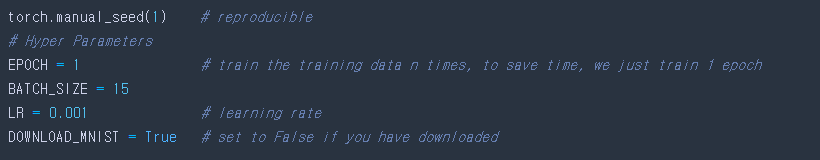 torch.manual_seed(1)    # reproducible
# Hyper Parameters
EPOCH = 1               # train the training data n times, to save time, we just train 1 epoch
BATCH_SIZE = 15
LR = 0.001              # learning rate
DOWNLOAD_MNIST = True   # set to False if you have downloaded